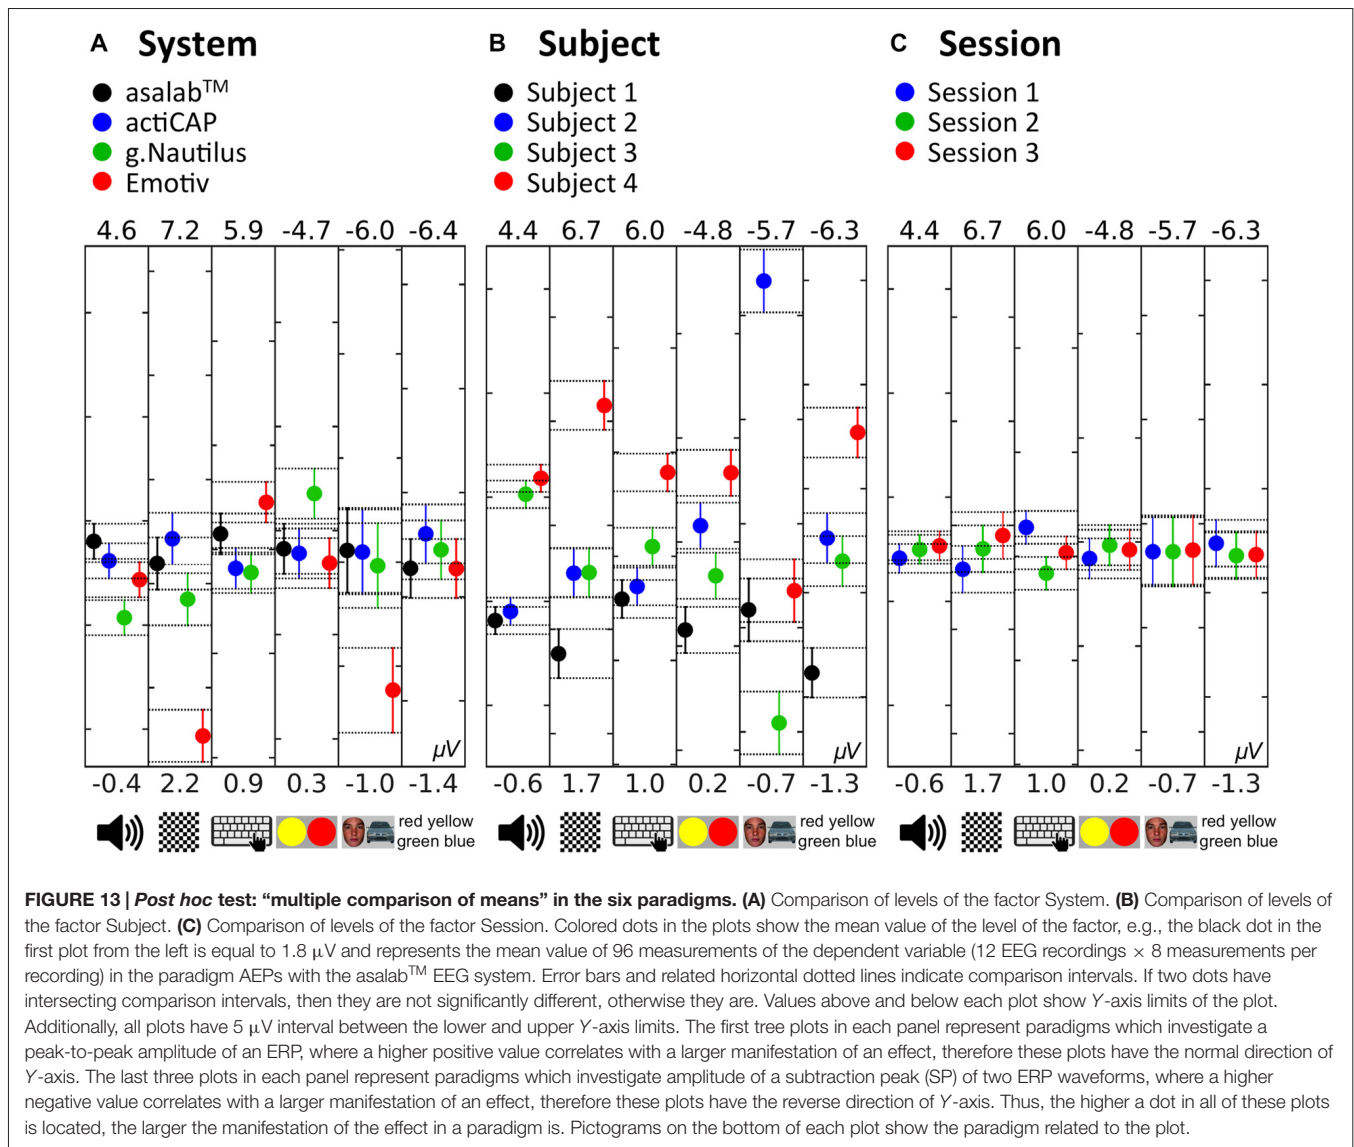 A System
asalab™
actiCAP
g.Nautilus
Emotiv
4.6 7.2 5.9 -4.7 -6.0 -6.4
µV
-0.4 2.2 0.9 0.3 -1.0 -1.4
red yellow
green blue
B Subject
Subject 1
Subject 2
Subject 3
Subject 4
4.4 6.7 6.0 -4.8 -5.7 -6.3
µV
-0.6 1.7 1.0 0.2 -0.7 -1.3
red yellow
green blue
C Session
Session 1
Session 2
Session 3
4.4 6.7 6.0 -4.8 -5.7 -6.3
µV
-0.6 1.7 1.0 0.2 -0.7 -1.3
red yellow
green blue
FIGURE 13 | Post hoc test: “multiple comparison of means” in the six paradigms. (A) Comparison of levels of the factor System. (B) Comparison of levels of
the factor Subject. (C) Comparison of levels of the factor Session. Colored dots in the plots show the mean value of the level of the factor, e.g., the black dot in the
first plot from the left is equal to 1.8 µV and represents the mean value of 96 measurements of the dependent variable (12 EEG recordings × 8 measurements per
recording) in the paradigm AEPs with the asalab™ EEG system. Error bars and related horizontal dotted lines indicate comparison intervals. If two dots have
intersecting comparison intervals, then they are not significantly different, otherwise they are. Values above and below each plot show Y-axis limits of the plot.
Additionally, all plots have 5 µV interval between the lower and upper Y-axis limits. The first tree plots in each panel represent paradigms which investigate a
peak-to-peak amplitude of an ERP, where a higher positive value correlates with a larger manifestation of an effect, therefore these plots have the normal direction of
Y-axis. The last three plots in each panel represent paradigms which investigate amplitude of a subtraction peak (SP) of two ERP waveforms, where a higher
negative value correlates with a larger manifestation of an effect, therefore these plots have the reverse direction of Y-axis. Thus, the higher a dot in all of these plots
is located, the larger the manifestation of the effect in a paradigm is. Pictograms on the bottom of each plot show the paradigm related to the plot.